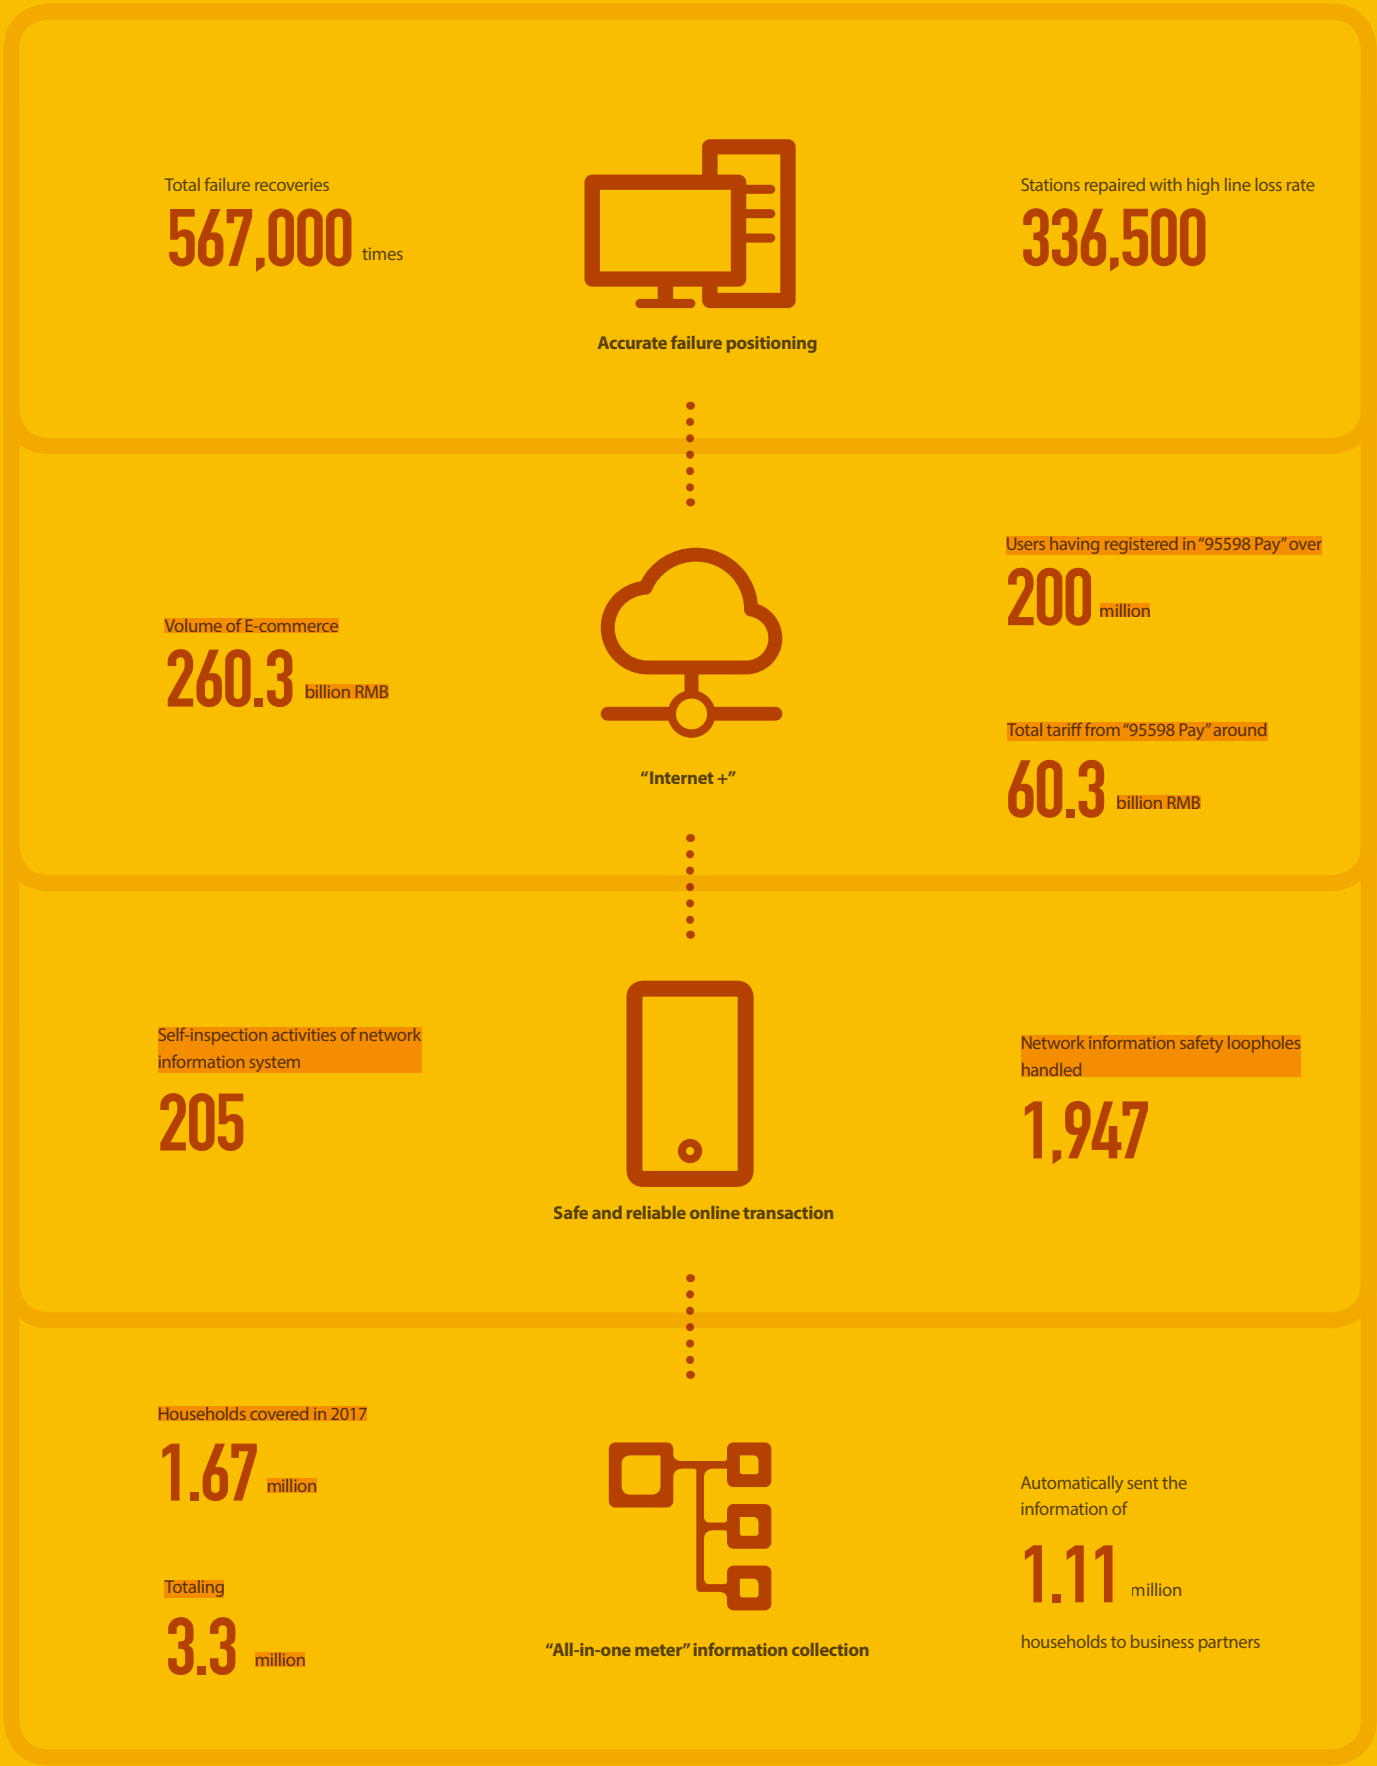 Total failure recoveries
567,000 times
Accurate failure positioning
Stations repaired with high line loss rate
336,500
Volume of E-commerce
260.3 billion RMB
“Internet +”
Users having registered in “95598 Pay” over
200 million
Total tariff from “95598 Pay” around
60.3 billion RMB
Self-inspection activities of network
information system
205
Safe and reliable online transaction
Network information safety loopholes
handled
1,947
Households covered in 2017
1.67 million
Totaling
3.3 million
“All-in-one meter” information collection
Automatically sent the
information of
1.11 million
households to business partners